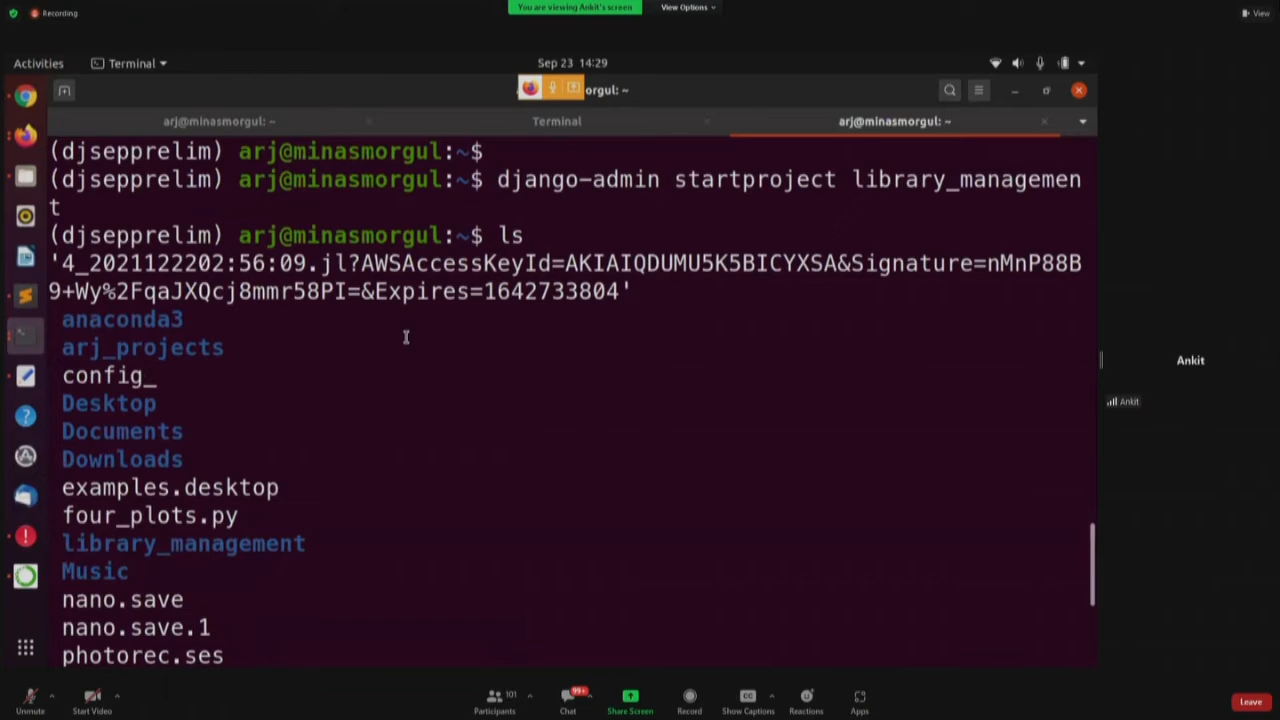 Recording
You are viewing Ankit's screen
View Options
View
Activities
Terminal
Sep 23 14:29
orgul: ~
arj@minasmorgul: ~
Terminal
arj@minasmorgul: ~
(djsepprelim) arj@minasmorgul:~$
(djsepprelim) arj@minasmorgul:~$ django-admin startproject library_managemen
t
(djsepprelim) arj@minasmorgul:~$ ls
'4_2021122202:56:09.jl?AWSAccessKeyId=AKIAIQDUMU5K5BICYXSA&Signature=nMnP88B
9+Wy%2FqaJXQcj8mmr58PI=&Expires=1642733804'
anaconda3
arj_projects
config_
Desktop
Documents
Downloads
examples.desktop
four_plots.py
library_management
Music
nano.save
nano.save.1
photorec.ses
Ankit
Ankit
Unmute
Start Video
101
Participants
99+
Chat
Share Screen
Record
CC
Show Captions
Reactions
Apps
Leave